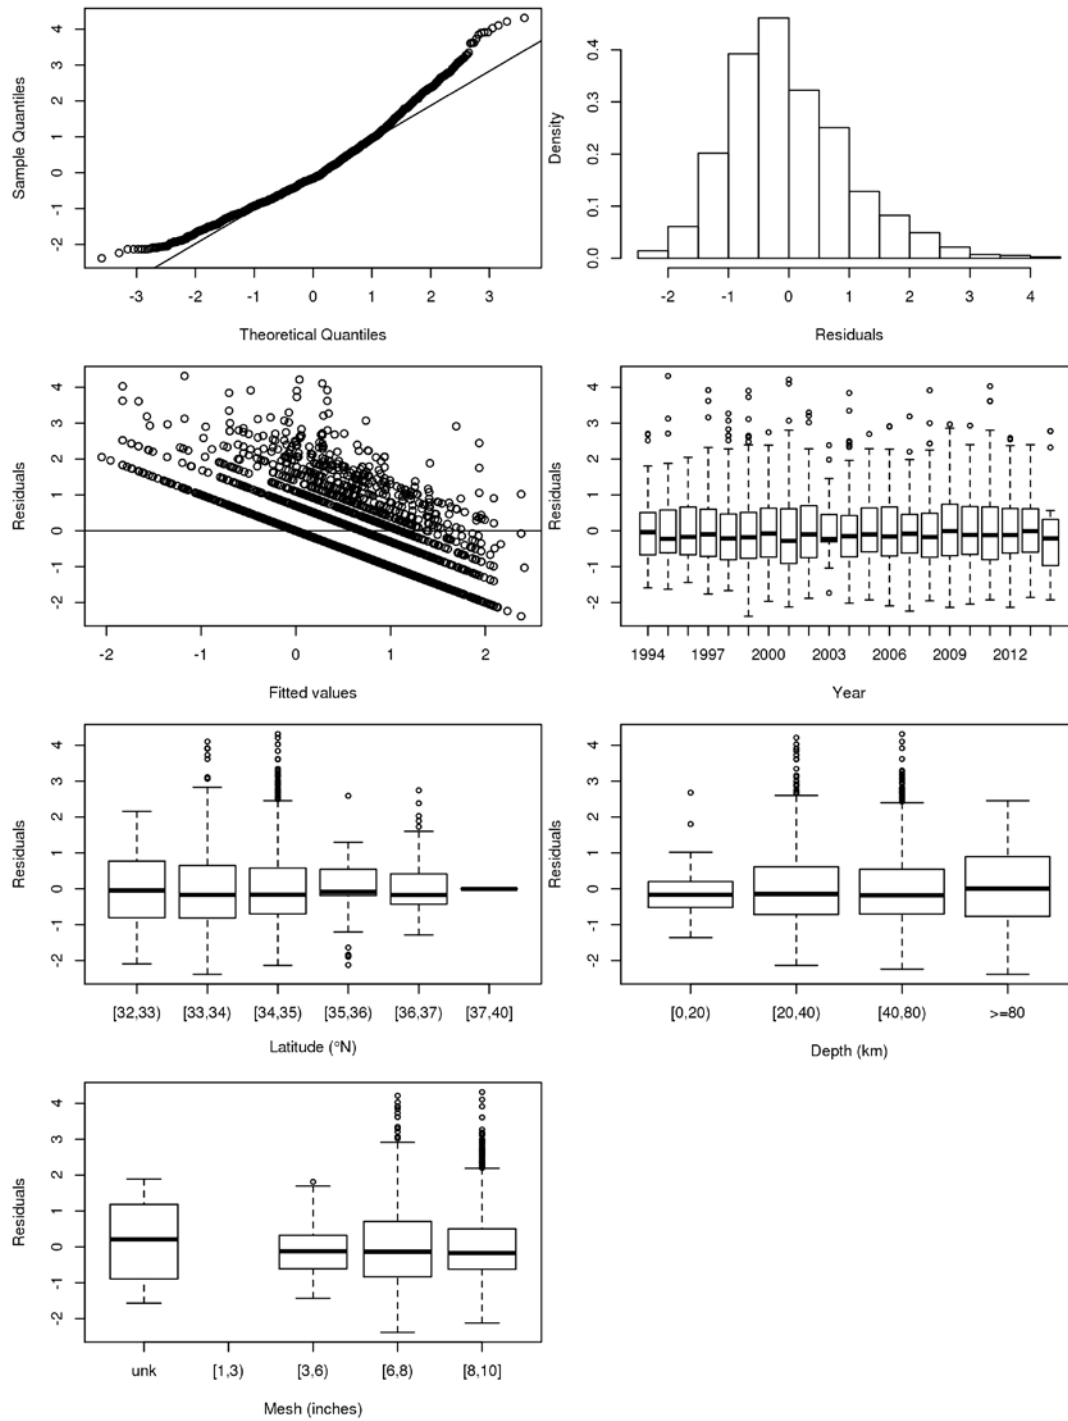 Sample Quantiles
-2 -1 0 1 2 3 4
-3 -2 -1 0 1 2 3
Theoretical Quantiles
Density
0.0 0.1 0.2 0.3 0.4
-2 -1 0 1 2 3 4
Residuals
Residuals
-2 -1 0 1 2 3 4
-2 -1 0 1 2
Fitted values
Residuals
-2 -1 0 1 2 3 4
1994 1997 2000 2003 2006 2009 2012
Year
Residuals
-2 -1 0 1 2 3 4
[32,33) [33,34) [34,35) [35,36) [36,37) [37,40]
Latitude (°N)
Residuals
-2 -1 0 1 2 3 4
[0,20) [20,40) [40,80) >=80
Depth (km)
Residuals
-2 -1 0 1 2 3 4
unk [1,3) [3,6) [6,8) [8,10]
Mesh (inches)